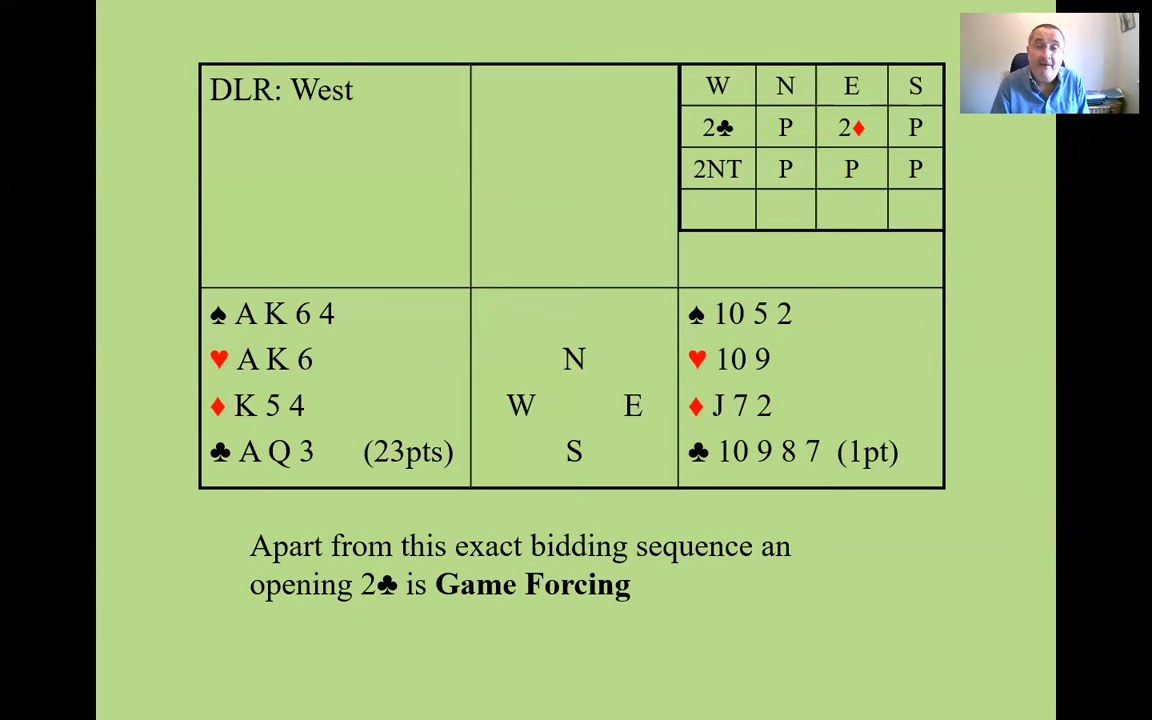 DLR: West
W N E S
2♣ P 2♦ P
2NT P P P
♠ A K 6 4
♥ A K 6
♦ K 5 4
♣ A Q 3 (23pts)
N
W E
S
♠ 10 5 2
♥ 10 9
♦ J 7 2
♣ 10 9 8 7 (1pt)
Apart from this exact bidding sequence an
opening 2♣ is Game Forcing